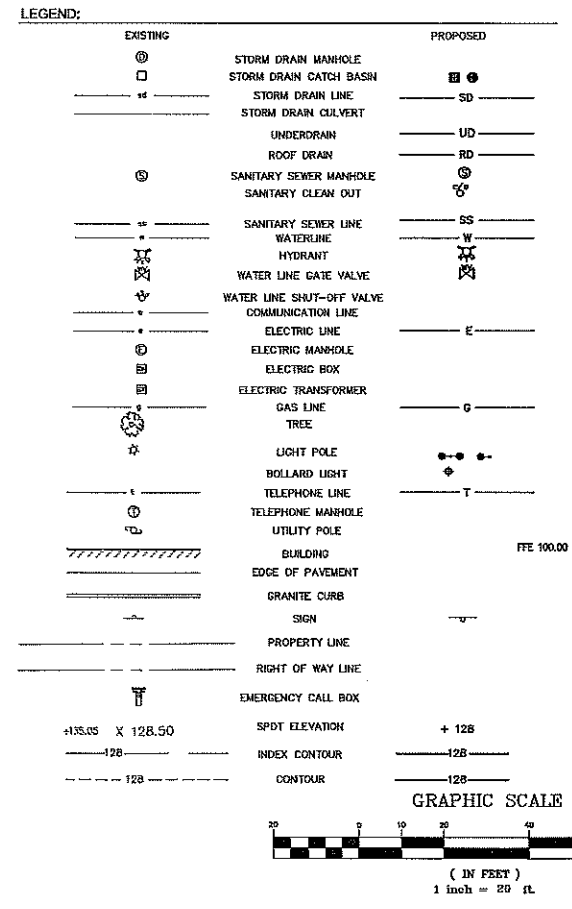 LEGEND:
EXISTING PROPOSED
D STORM DRAIN MANHOLE
STORM DRAIN CATCH BASIN
sd STORM DRAIN LINE SD
STORM DRAIN CULVERT
UNDERDRAIN UD
ROOF DRAIN RD
S SANITARY SEWER MANHOLE S
SANITARY CLEAN OUT
SANITARY SEWER LINE SS
WATERLINE W
HYDRANT
WATER LINE GATE VALVE
WATER LINE SHUT-OFF VALVE
COMMUNICATION LINE
ELECTRIC LINE E
E ELECTRIC MANHOLE
ELECTRIC BOX
ELECTRIC TRANSFORMER
GAS LINE G
TREE
LIGHT POLE
BOLLARD LIGHT
TELEPHONE LINE T
T TELEPHONE MANHOLE
UTILITY POLE
BUILDING FFE 100.00
EDGE OF PAVEMENT
GRANITE CURB
SIGN
PROPERTY LINE
RIGHT OF WAY LINE
EMERGENCY CALL BOX
+135.05 X 128.50 SPOT ELEVATION + 128
128 INDEX CONTOUR 128
128 CONTOUR 128
GRAPHIC SCALE
20 0 10 20 40
( IN FEET )
1 inch = 20 ft.